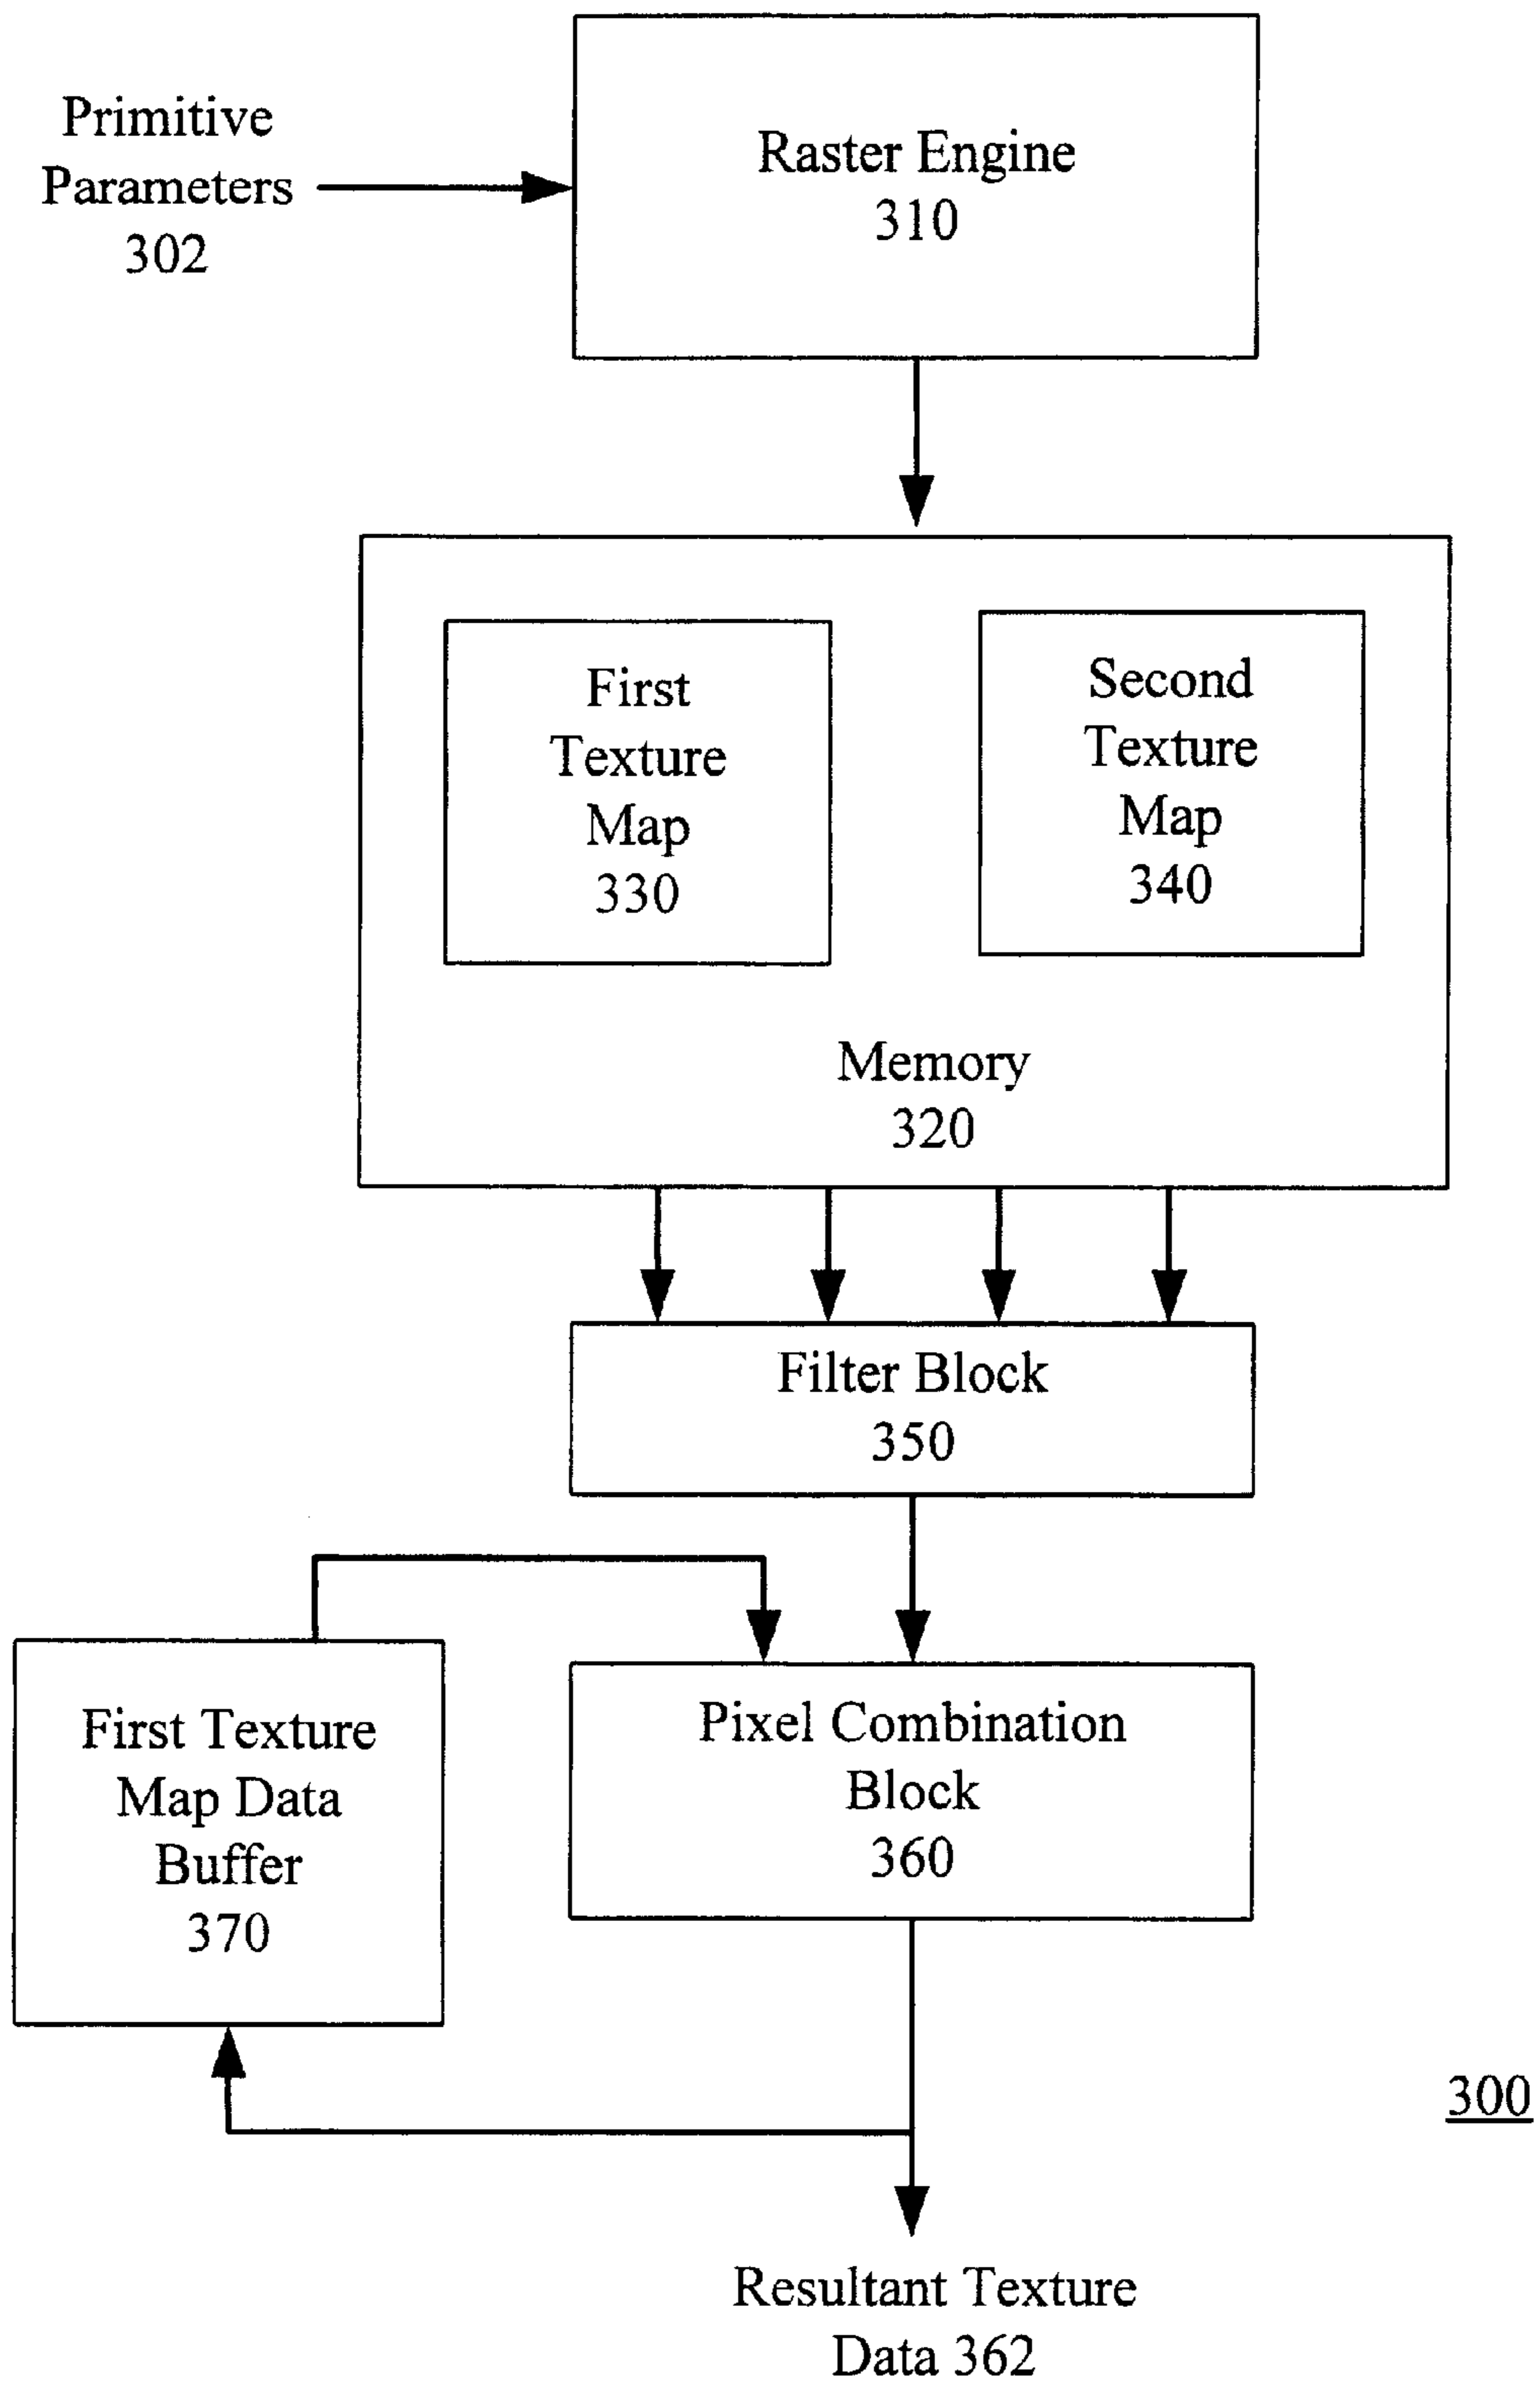 Primitive
Parameters
302
Raster Engine
310
First
Texture
Map
330
Second
Texture
Map
340
Memory
320
Filter Block
350
First Texture
Map Data
Buffer
370
Pixel Combination
Block
360
300
Resultant Texture
Data 362